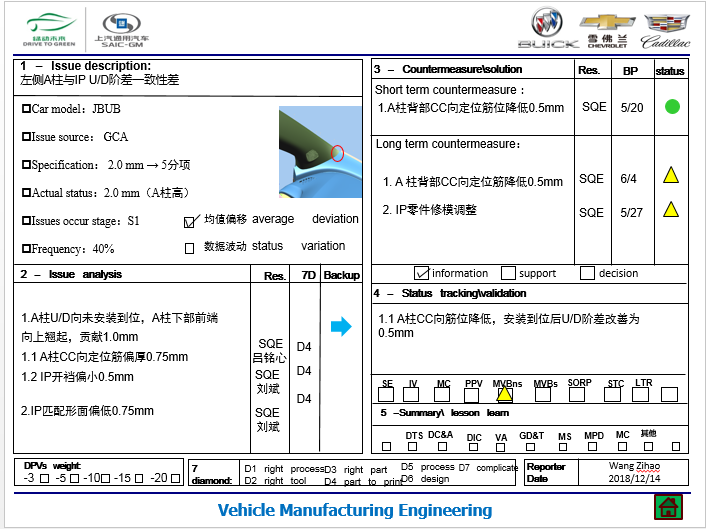 绿动未来
DRIVE TO GREEN
上汽通用汽车
SAIC-GM
BUICK
雪佛兰
CHEVROLET
Cadillac
1 – Issue description:
左侧A柱与IP U/D阶差一致性差
Car model：JBUB
Issue source： GCA
Specification： 2.0 mm → 5分项
Actual status：2.0 mm（A柱高）
Issues occur stage：S1
均值偏移 average deviation
Frequency：40%
数据波动 status variation
2 – Issue analysis
Res.
7D
Backup
1.A柱U/D向未安装到位，A柱下部前端
向上翘起，贡献1.0mm
1.1 A柱CC向定位筋偏厚0.75mm
1.2 IP开裆偏小0.5mm
2.IP匹配形面偏低0.75mm
SQE
吕铭心
SQE
刘斌
SQE
刘斌
D4
D4
D4
3 – Countermeasure\solution
Res.
BP
status
Short term countermeasure：
1.A柱背部CC向定位筋位降低0.5mm
SQE
5/20
Long term countermeasure：
1. A 柱背部CC向定位筋降低0.5mm
SQE
6/4
2. IP零件修模调整
SQE
5/27
information
support
decision
4 – Status tracking\validation
1.1 A柱CC向筋位降低，安装到位后U/D阶差改善为
0.5mm
SE IV MC PPV MVBns MVBs SORP STC LTR
5 –Summary\ lesson learn
DTS DC&A DIC VA GD&T MS MPD MC 其他
DPVs weight:
-3 -5 -10 -15 -20
7
diamond:
D1 right process
D2 right tool
D3 right part
D4 part to print
D5 process
D6 design
D7 complicate
Reporter
Date
Wang Zihao
2018/12/14
Vehicle Manufacturing Engineering